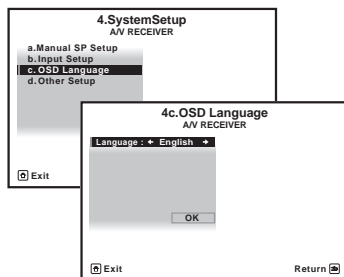 4.SystemSetup
A/V RECEIVER
a.Manual SP Setup
b.Input Setup
c.OSD Language
d.Other Setup
Exit
4c.OSD Language
A/V RECEIVER
Language : English
OK
Exit
Return